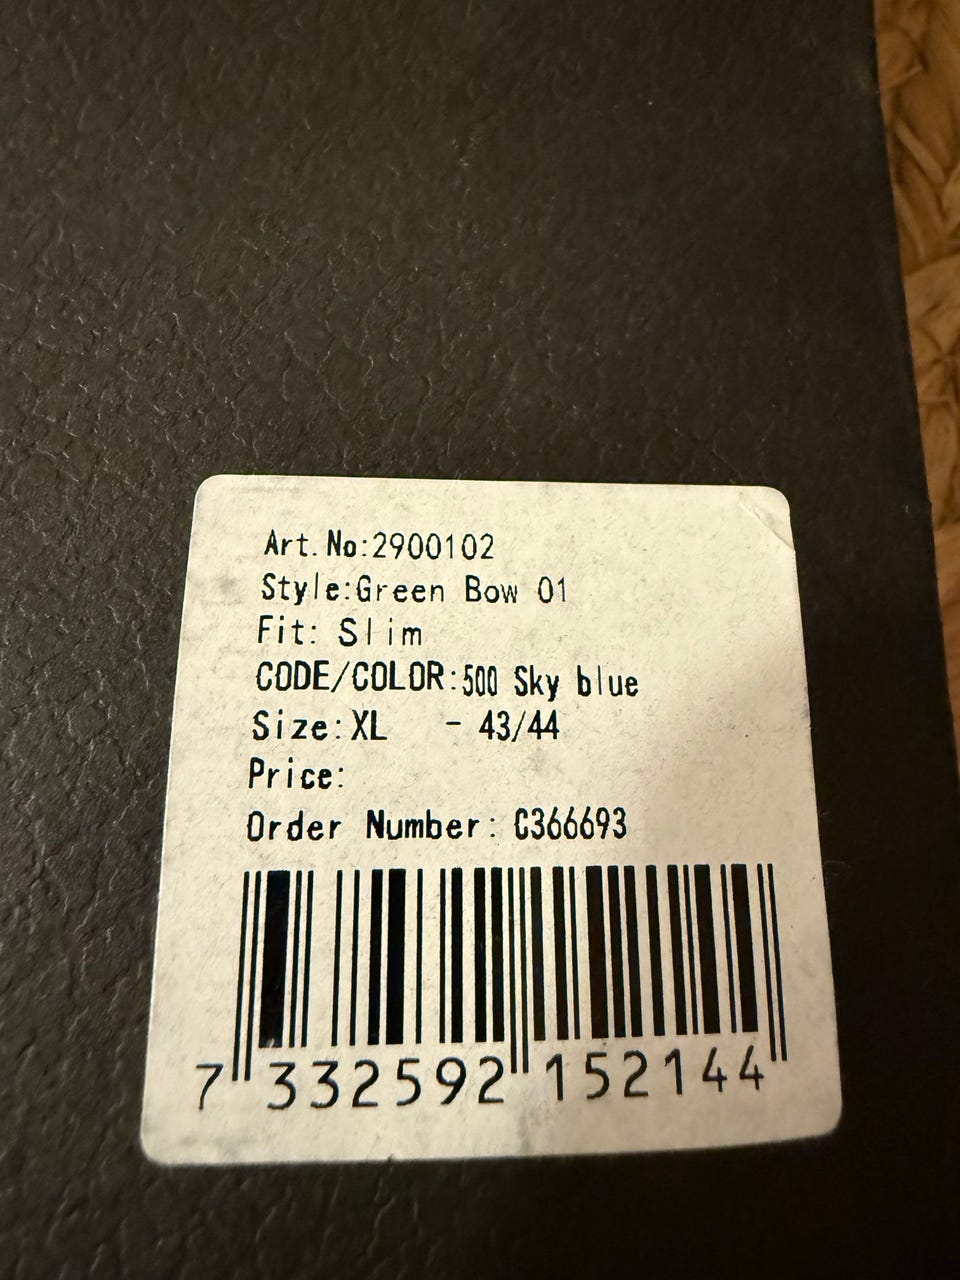 Art.No:2900102
Style:Green Bow 01
Fit: Slim
CODE/COLOR:500 Sky blue
Size:XL - 43/44
Price:
Order Number: C366693
7 332592 152144